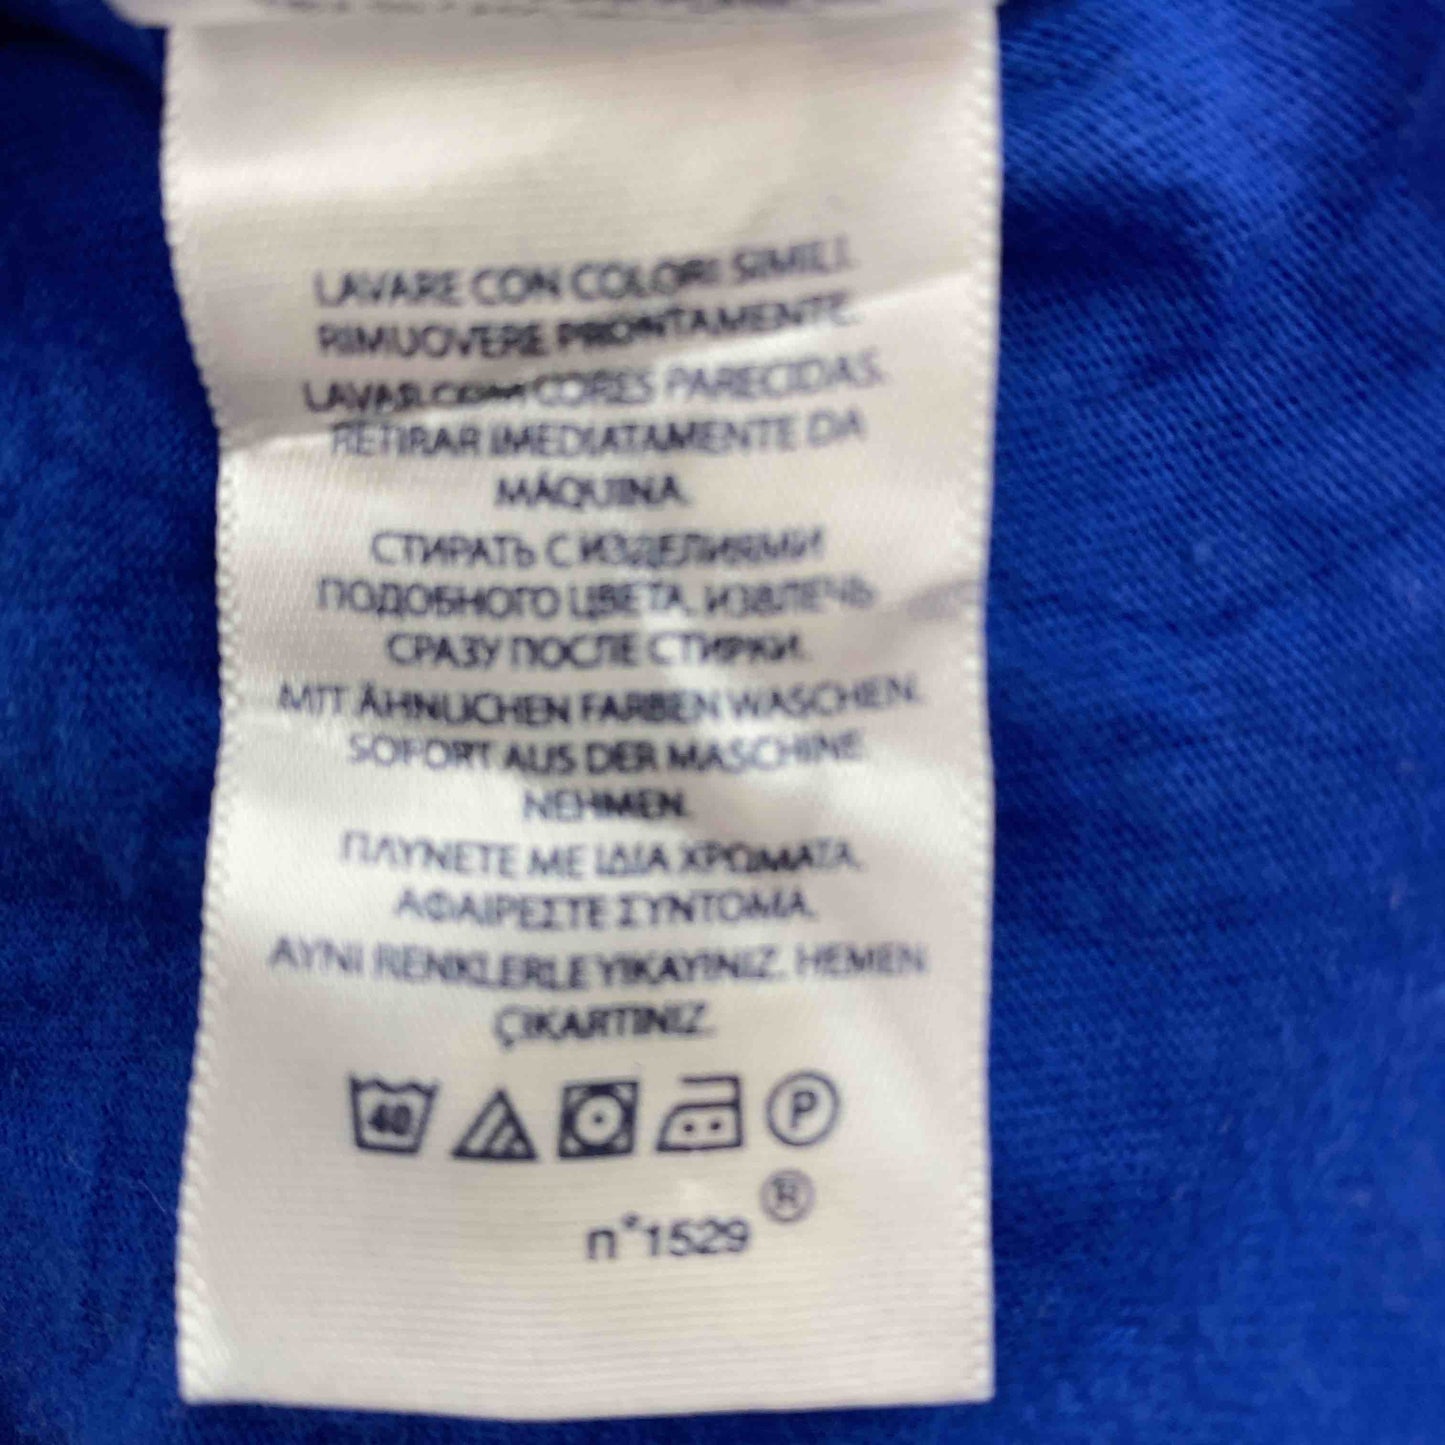 LAVARE CON COLORI SIMILI.
RIMUOVERE PRONTAMENTE.
LAVAR COM CORES PARECIDAS.
RETIRAR IMEDIATAMENTE DA
MÁQUINA.
СТИРАТЬ С ИЗДЕЛИЯМИ
ПОДОБНОГО ЦВЕТА. ИЗВЛЕЧЬ
СРАЗУ ПОСЛЕ СТИРКИ.
MIT ÄHNLICHEN FARBEN WASCHEN.
SOFORT AUS DER MASCHINE
NEHMEN.
ΠΛΥΝΕΤΕ ΜΕ ΙΔΙΑ ΧΡΩΜΑΤΑ.
ΑΦΑΙΡΕΣΤΕ ΣΥΝΤΟΜΑ.
AYNI RENKLERLE YIKAYINIZ. HEMEN
ÇIKARTINIZ.
40 P
®
n°1529